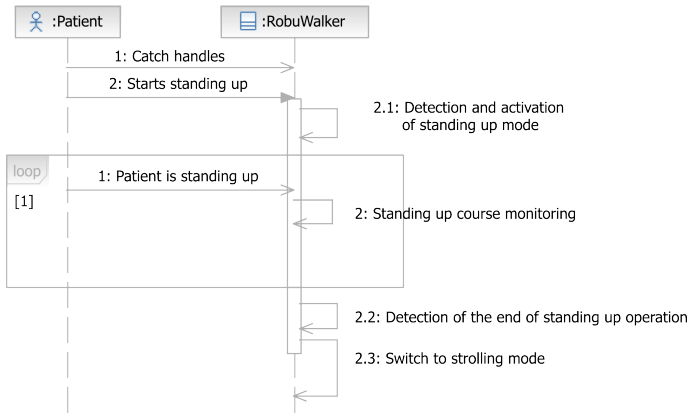 :Patient
:RobuWalker
1: Catch handles
2: Starts standing up
2.1: Detection and activation
of standing up mode
loop
1: Patient is standing up
[1]
2: Standing up course monitoring
2.2: Detection of the end of standing up operation
2.3: Switch to strolling mode